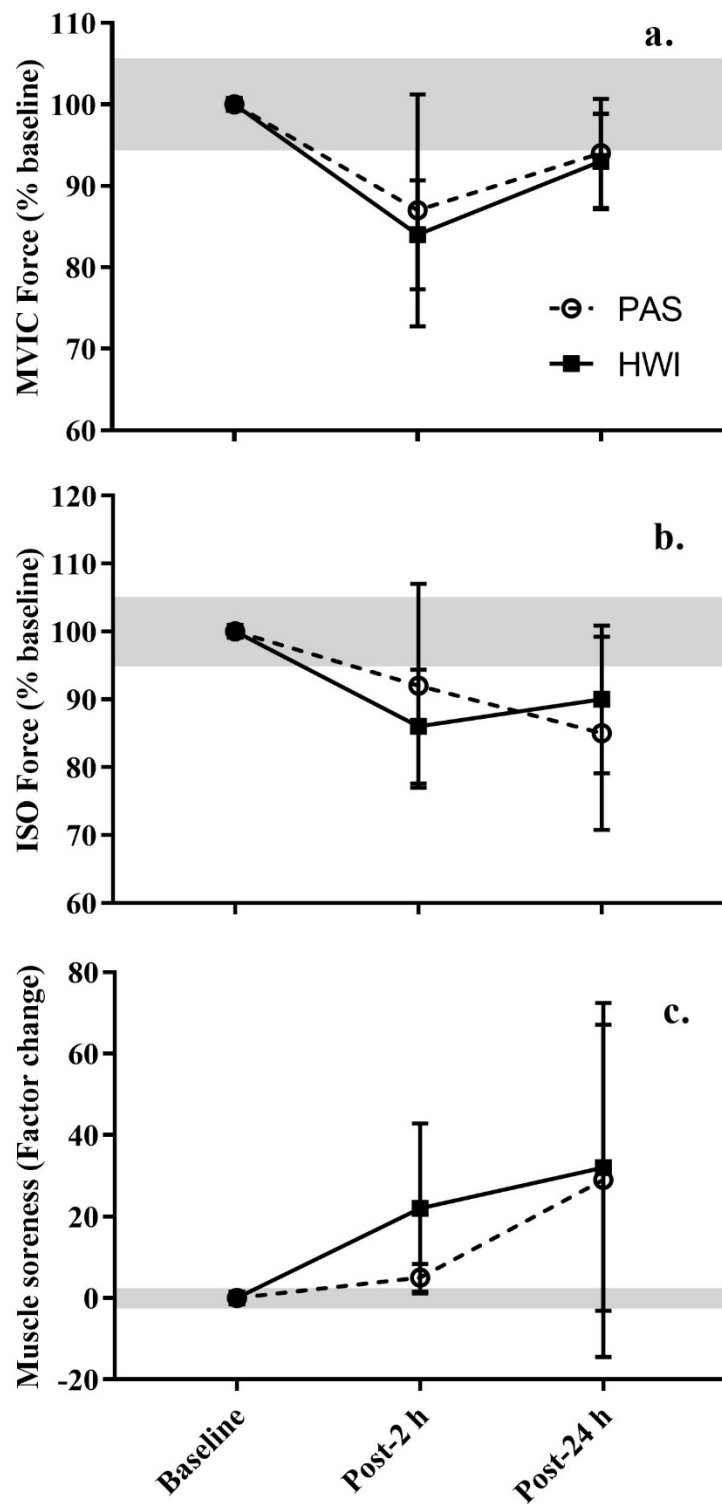 a.
MVIC Force (% baseline)
110
100
90
80
70
60
PAS
HWI
b.
ISO Force (% baseline)
120
110
100
90
80
70
60
c.
Muscle soreness (Factor change)
80
60
40
20
0
-20
Baseline
Post-2 h
Post-24 h